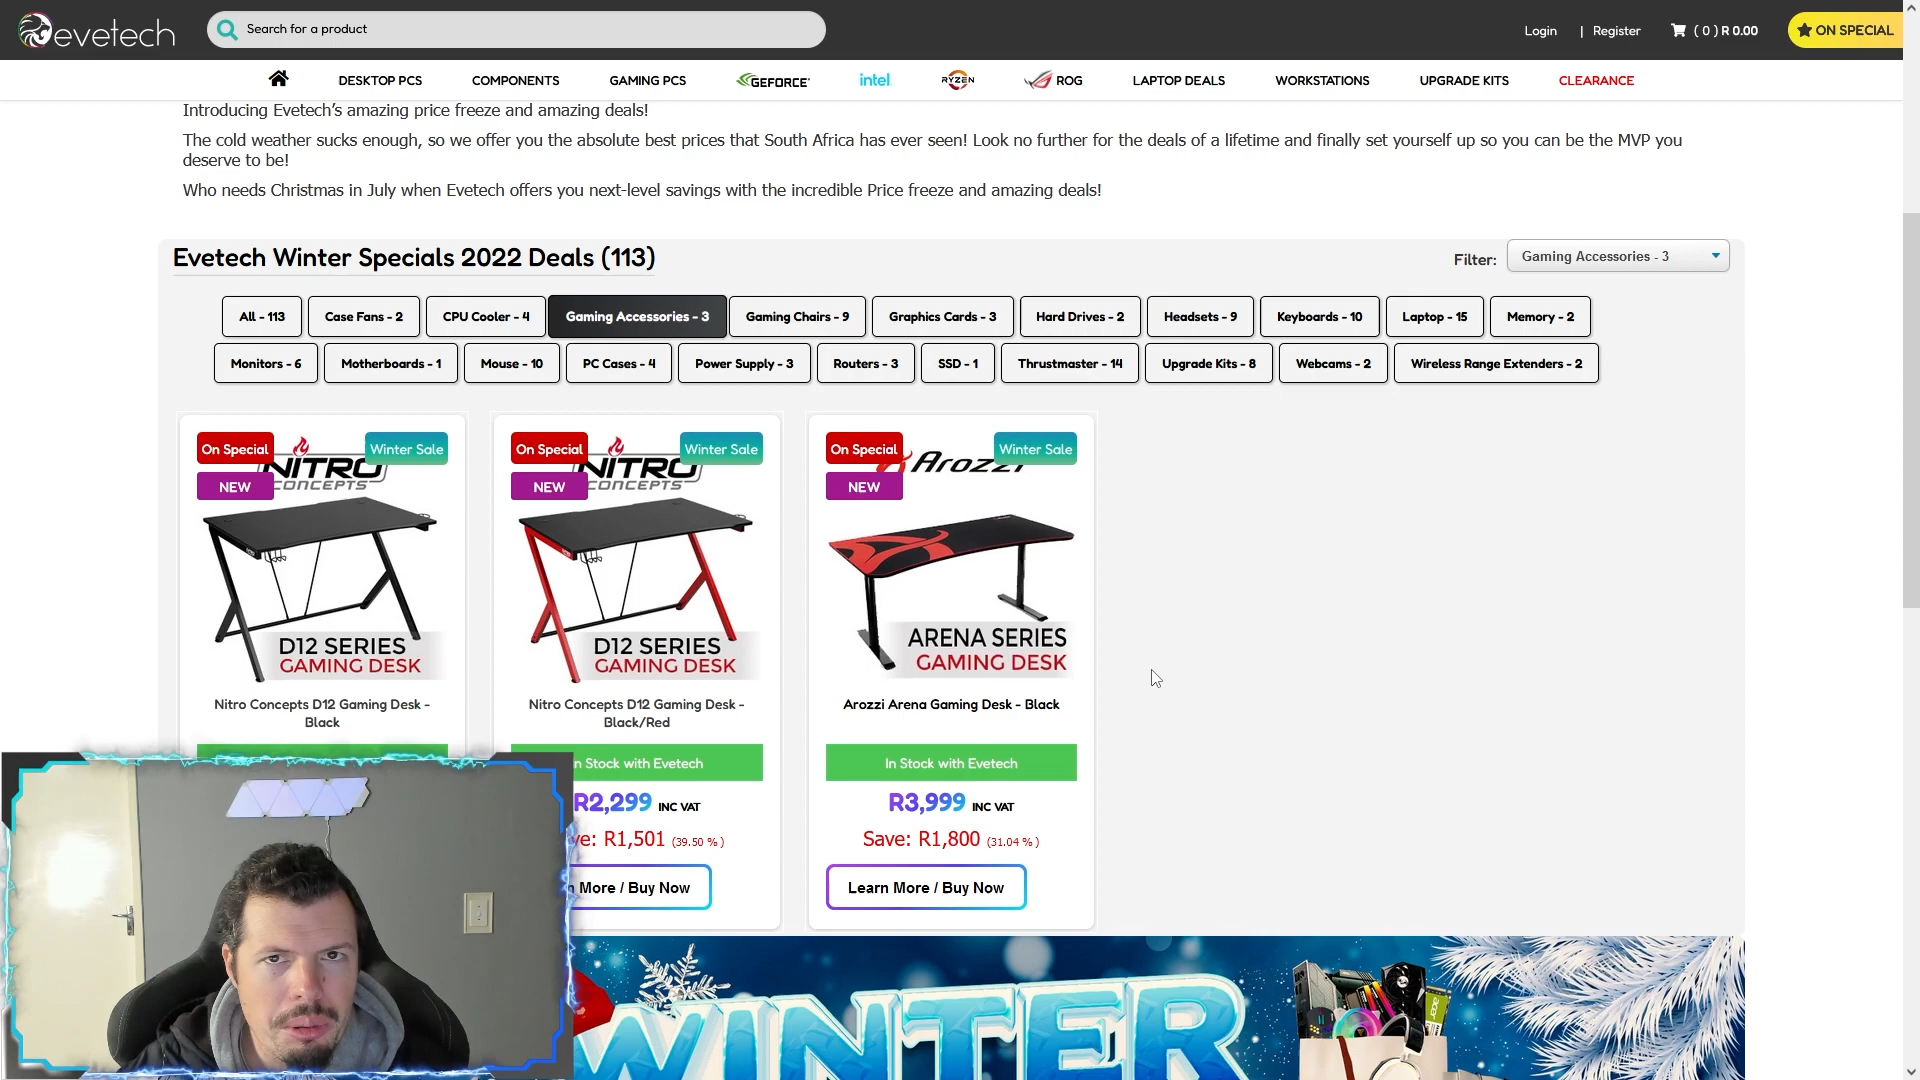 evetech
Search for a product
Login | Register ( 0 ) R 0.00 ON SPECIAL
DESKTOP PCS COMPONENTS GAMING PCS GEFORCE intel RYZEN ROG LAPTOP DEALS WORKSTATIONS UPGRADE KITS CLEARANCE
Introducing Evetech's amazing price freeze and amazing deals!
The cold weather sucks enough, so we offer you the absolute best prices that South Africa has ever seen! Look no further for the deals of a lifetime and finally set yourself up so you can be the MVP you
deserve to be!
Who needs Christmas in July when Evetech offers you next-level savings with the incredible Price freeze and amazing deals!
Evetech Winter Specials 2022 Deals (113)
Filter: Gaming Accessories - 3
All - 113 Case Fans - 2 CPU Cooler - 4 Gaming Accessories - 3 Gaming Chairs - 9 Graphics Cards - 3 Hard Drives - 2 Headsets - 9 Keyboards - 10 Laptop - 15 Memory - 2
Monitors - 6 Motherboards - 1 Mouse - 10 PC Cases - 4 Power Supply - 3 Routers - 3 SSD - 1 Thrustmaster - 14 Upgrade Kits - 8 Webcams - 2 Wireless Range Extenders - 2
On Special Winter Sale
NITRO
CONCEPTS
NEW
D12 SERIES
GAMING DESK
Nitro Concepts D12 Gaming Desk -
Black
On Special Winter Sale
NITRO
CONCEPTS
NEW
D12 SERIES
GAMING DESK
Nitro Concepts D12 Gaming Desk -
Black/Red
n Stock with Evetech
R2,299 INC VAT
ve: R1,501 (39.50 %)
n More / Buy Now
On Special Winter Sale
Arozzi
NEW
ARENA SERIES
GAMING DESK
Arozzi Arena Gaming Desk - Black
In Stock with Evetech
R3,999 INC VAT
Save: R1,800 (31.04 %)
Learn More / Buy Now
WINTER